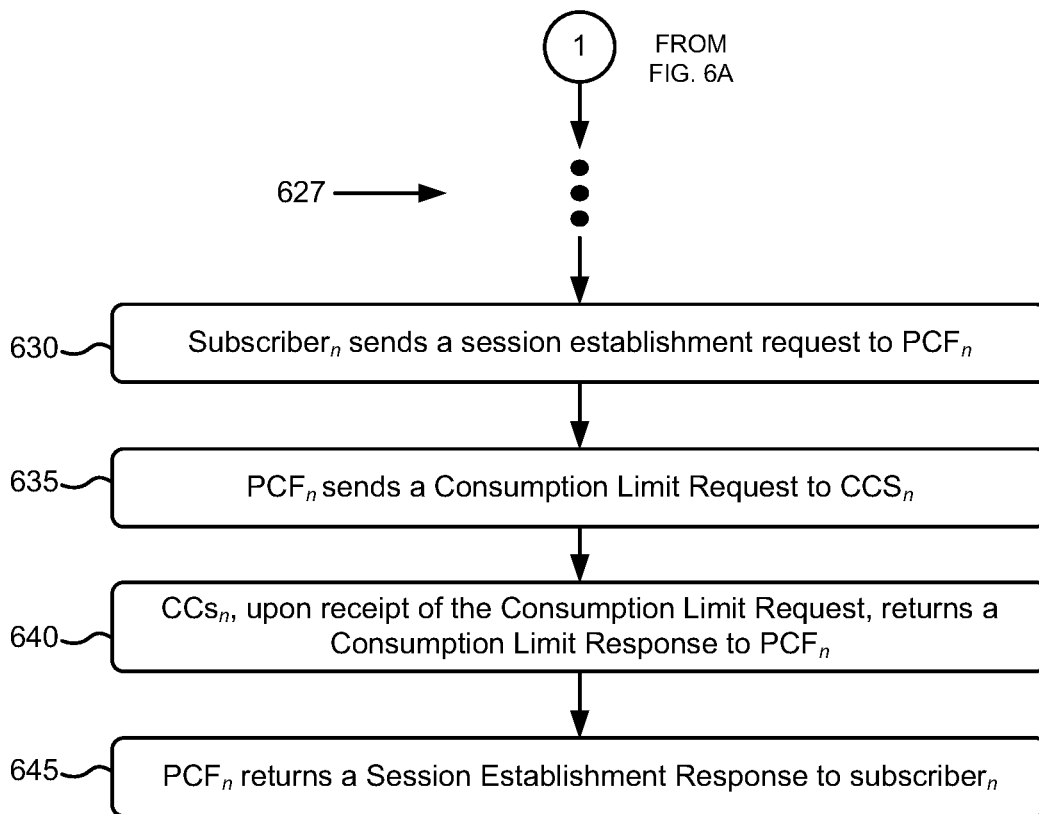 1
FROM
FIG. 6A
627
630
Subscriberₙ sends a session establishment request to PCFₙ
635
PCFₙ sends a Consumption Limit Request to CCSₙ
640
CCsₙ, upon receipt of the Consumption Limit Request, returns a
Consumption Limit Response to PCFₙ
645
PCFₙ returns a Session Establishment Response to subscriberₙ